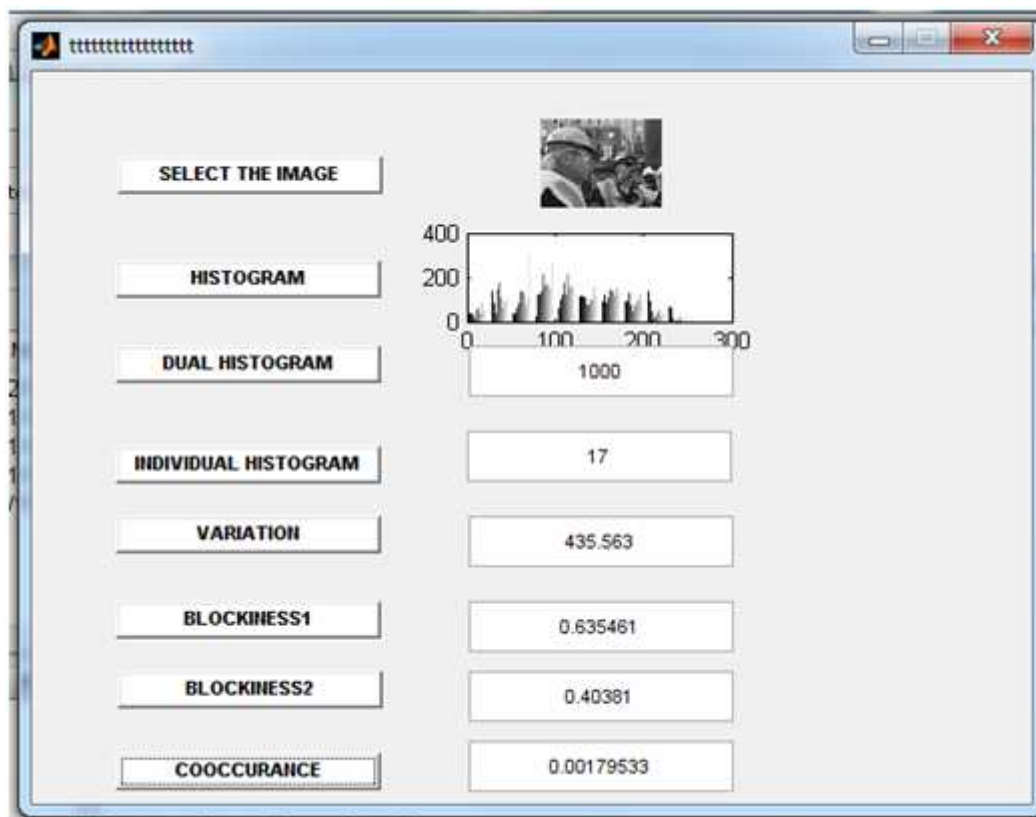 tttttttttttttttttt
SELECT THE IMAGE
400
200
0
0 100 200 300
HISTOGRAM
DUAL HISTOGRAM
1000
INDIVIDUAL HISTOGRAM
17
VARIATION
435.563
BLOCKINESS1
0.635461
BLOCKINESS2
0.40381
COOCCURANCE
0.00179533